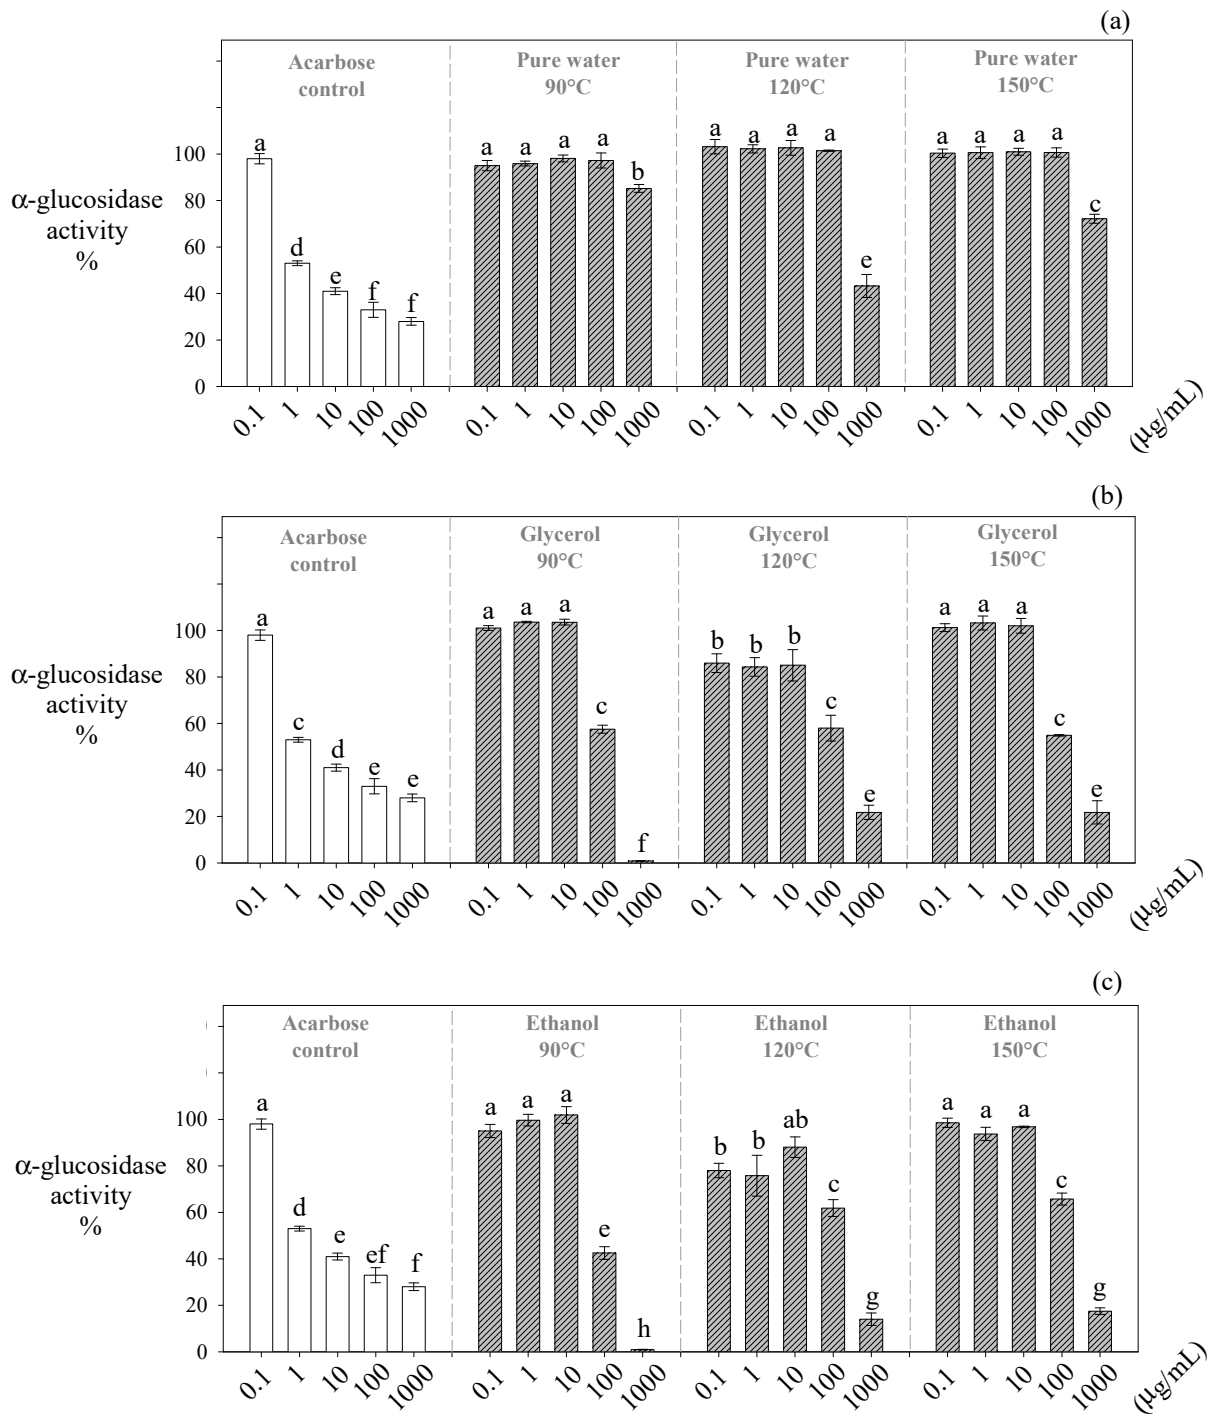 (a)
Acarbose control
Pure water 90°C
Pure water 120°C
Pure water 150°C
a
d
e
f
f
a
a
a
a
b
a
a
a
a
e
a
a
a
a
c
α-glucosidase
activity
%
100
80
60
40
20
0
0.1
1
10
100
1000
0.1
1
10
100
1000
0.1
1
10
100
1000
0.1
1
10
100
1000
(μg/mL)
(b)
Acarbose control
Glycerol 90°C
Glycerol 120°C
Glycerol 150°C
a
c
d
e
e
a
a
a
c
f
b
b
b
c
e
a
a
a
c
e
α-glucosidase
activity
%
100
80
60
40
20
0
0.1
1
10
100
1000
0.1
1
10
100
1000
0.1
1
10
100
1000
0.1
1
10
100
1000
(μg/mL)
(c)
Acarbose control
Ethanol 90°C
Ethanol 120°C
Ethanol 150°C
a
d
e
ef
f
a
a
a
e
h
b
b
ab
c
g
a
a
a
c
g
α-glucosidase
activity
%
100
80
60
40
20
0
0.1
1
10
100
1000
0.1
1
10
100
1000
0.1
1
10
100
1000
0.1
1
10
100
1000
(μg/mL)